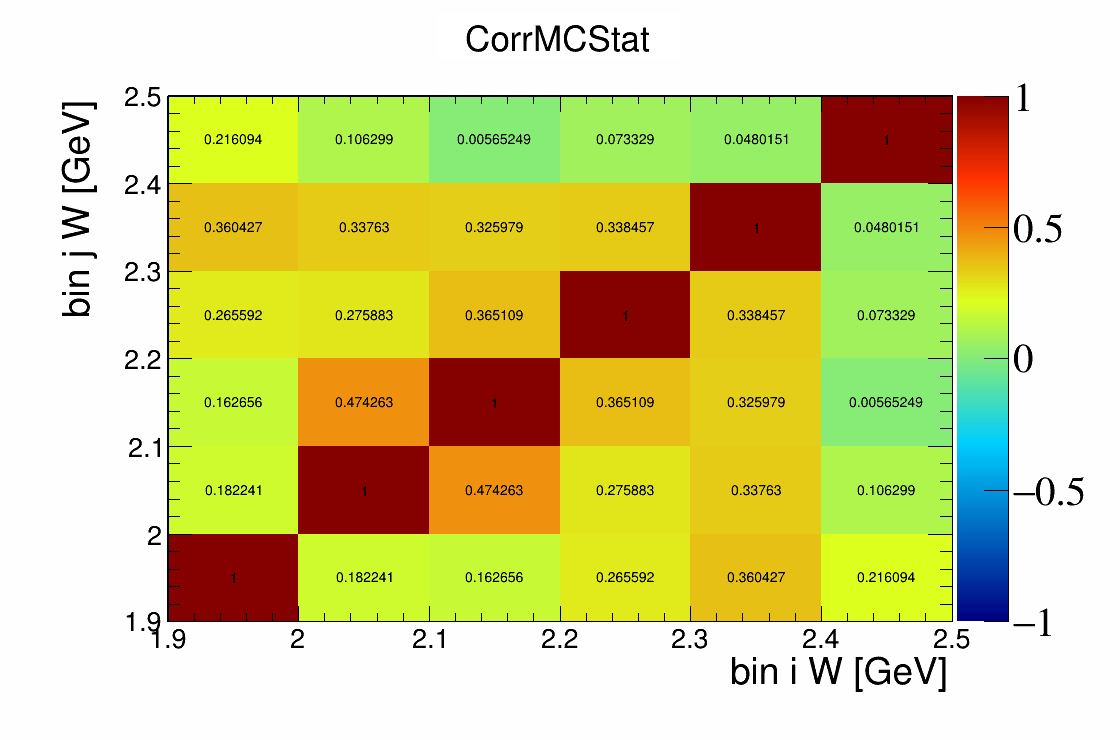 CorrMCStat
bin j W [GeV]
2.5
0.216094 0.106299 0.00565249 0.073329 0.0480151 1
1
2.4
0.360427 0.33763 0.325979 0.338457 1 0.0480151
0.5
2.3
0.265592 0.275883 0.365109 1 0.338457 0.073329
0
2.2
0.162656 0.474263 1 0.365109 0.325979 0.00565249
2.1
0.182241 1 0.474263 0.275883 0.33763 0.106299
−0.5
2
1 0.182241 0.162656 0.265592 0.360427 0.216094
1.9
−1
1.9 2 2.1 2.2 2.3 2.4 2.5
bin i W [GeV]